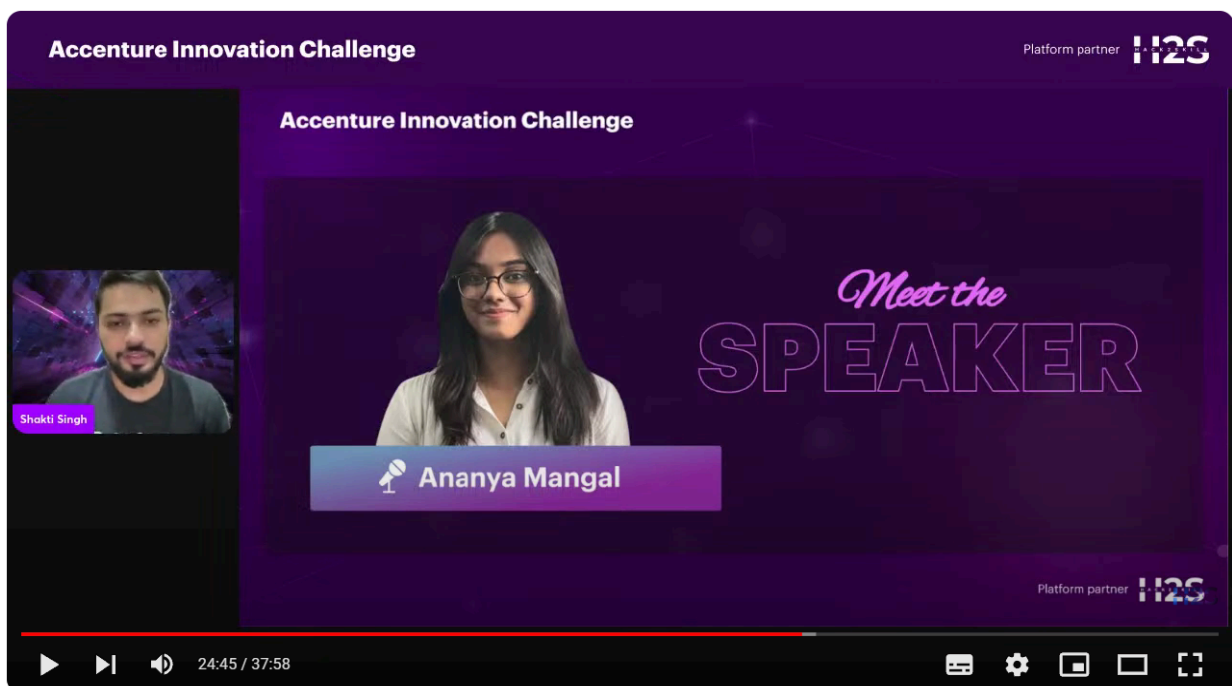 Accenture Innovation Challenge
Platform partner H2S
HACK2SKILL
Accenture Innovation Challenge
Meet the
SPEAKER
Shakti Singh
Ananya Mangal
Platform partner H2S
24:45 / 37:58